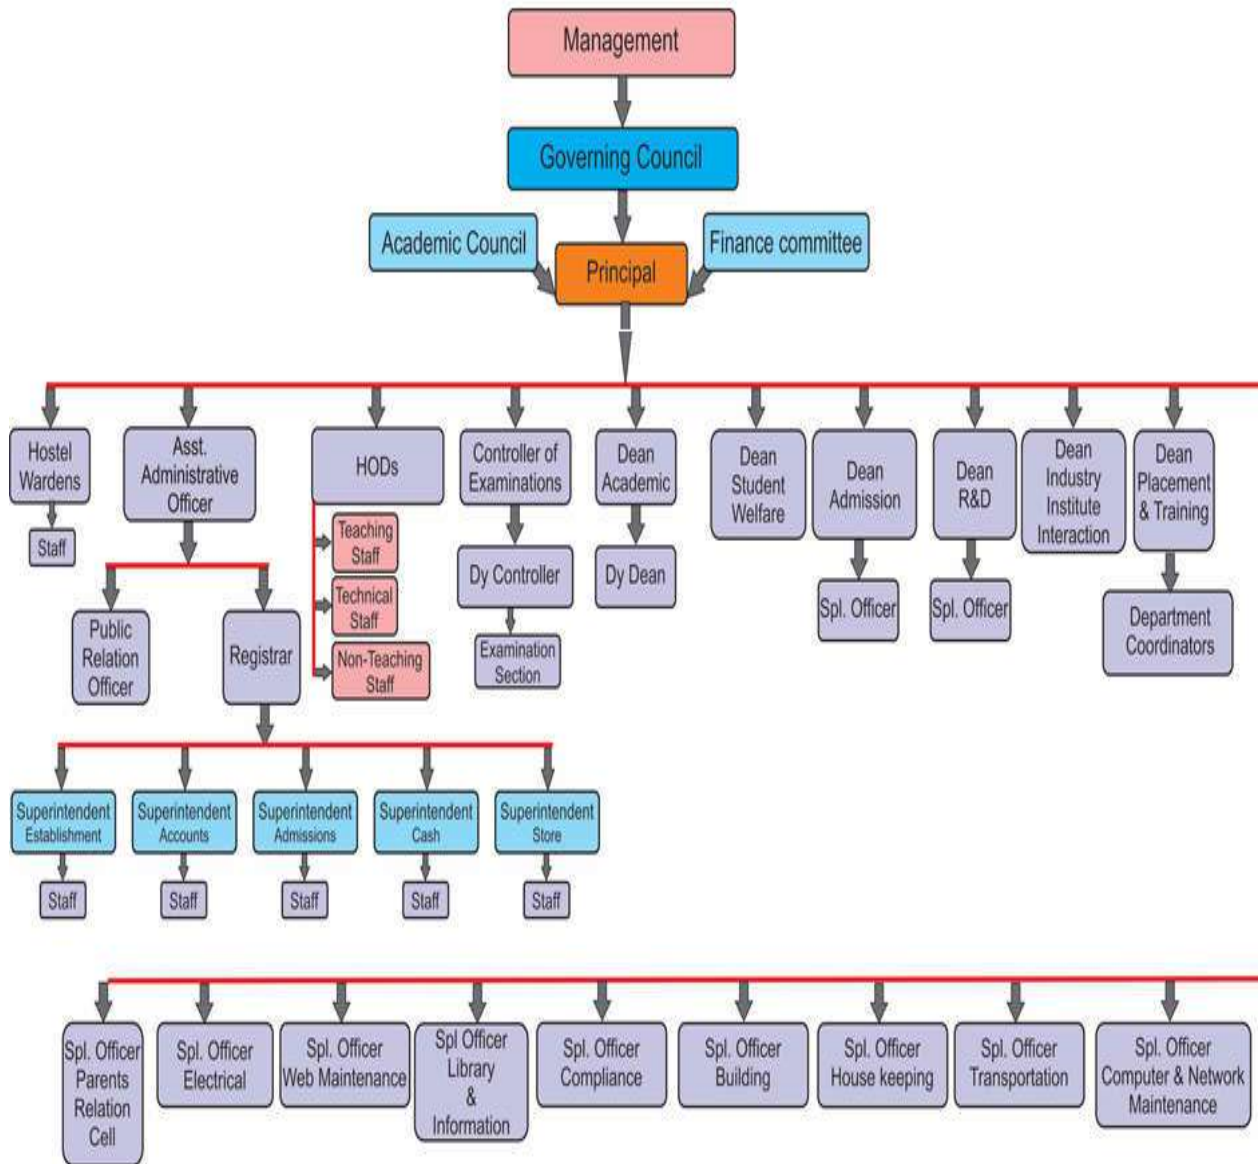 Management
Governing Council
Academic Council
Finance committee
Principal
Hostel
Wardens
Staff
Asst.
Administrative
Officer
Public
Relation
Officer
Registrar
HODs
Teaching
Staff
Technical
Staff
Non-Teaching
Staff
Controller of
Examinations
Dy Controller
Examination
Section
Dean
Academic
Dy Dean
Dean
Student
Welfare
Dean
Admission
Spl. Officer
Dean
R&D
Spl. Officer
Dean
Industry
Institute
Interaction
Dean
Placement
& Training
Department
Coordinators
Superintendent
Establishment
Superintendent
Accounts
Superintendent
Admissions
Superintendent
Cash
Superintendent
Store
Staff
Staff
Staff
Staff
Staff
Spl. Officer
Parents
Relation
Cell
Spl. Officer
Electrical
Spl. Officer
Web Maintenance
Spl Officer
Library
&
Information
Spl. Officer
Compliance
Spl. Officer
Building
Spl. Officer
House keeping
Spl. Officer
Transportation
Spl. Officer
Computer & Network
Maintenance